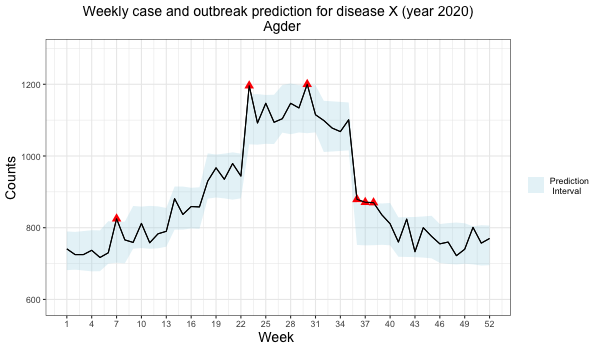 Weekly case and outbreak prediction for disease X (year 2020)
Agder
Counts
1200
1000
800
600
1 4 7 10 13 16 19 22 25 28 31 34 37 40 43 46 49 52
Week
Prediction
Interval